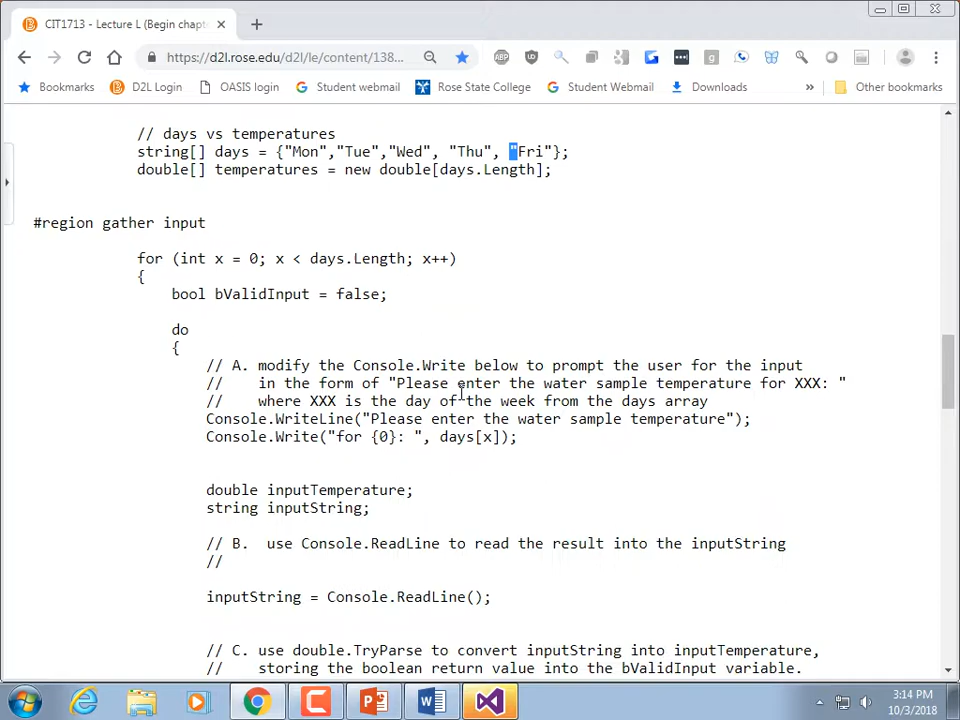 CIT1713 - Lecture L (Begin chapt
https://d2l.rose.edu/d2l/le/content/138...
ABP
Bookmarks
D2L Login
OASIS login
Student webmail
Rose State College
Student Webmail
Downloads
»
Other bookmarks
// days vs temperatures
string[] days = {"Mon","Tue","Wed", "Thu", "Fri"};
double[] temperatures = new double[days.Length];
#region gather input
for (int x = 0; x < days.Length; x++)
{
bool bValidInput = false;
do
{
// A. modify the Console.Write below to prompt the user for the input
// in the form of "Please enter the water sample temperature for XXX: "
// where XXX is the day of the week from the days array
Console.WriteLine("Please enter the water sample temperature");
Console.Write("for {0}: ", days[x]);
double inputTemperature;
string inputString;
// B. use Console.ReadLine to read the result into the inputString
//
inputString = Console.ReadLine();
// C. use double.TryParse to convert inputString into inputTemperature,
// storing the boolean return value into the bValidInput variable.
3:14 PM
10/3/2018